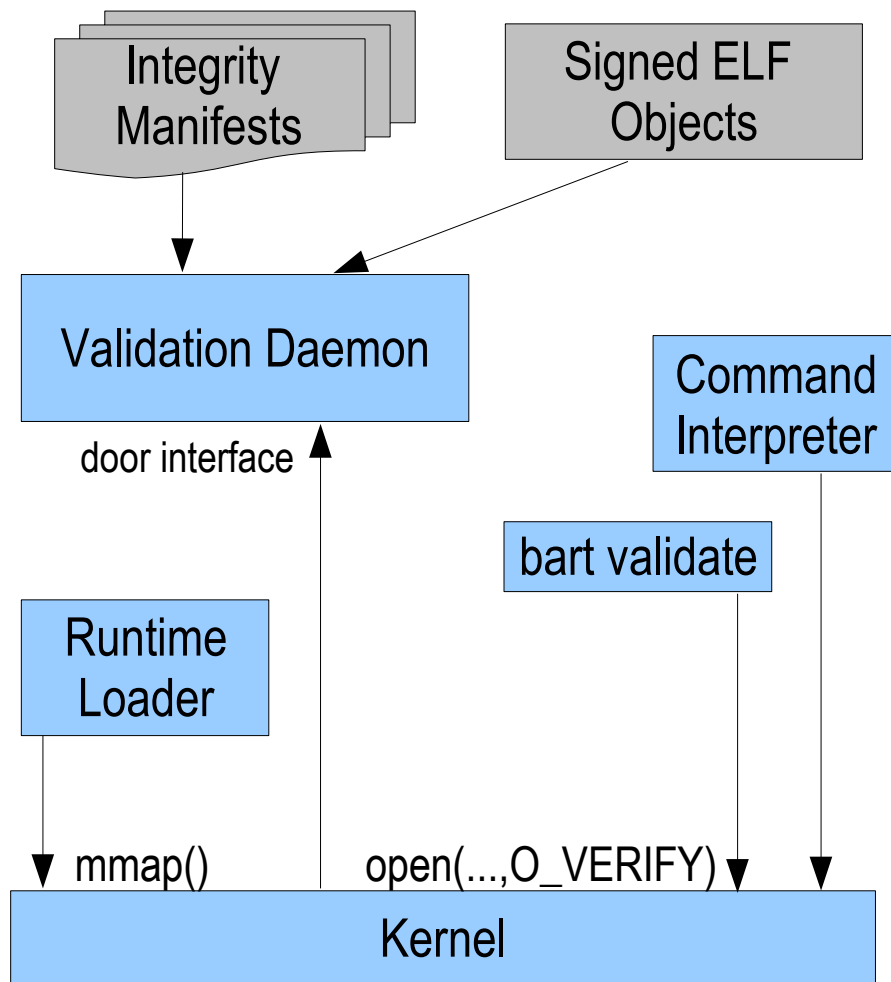 Integrity
Manifests
Signed ELF
Objects
Validation Daemon
Command
Interpreter
door interface
bart validate
Runtime
Loader
mmap()
open(...,O_VERIFY)
Kernel